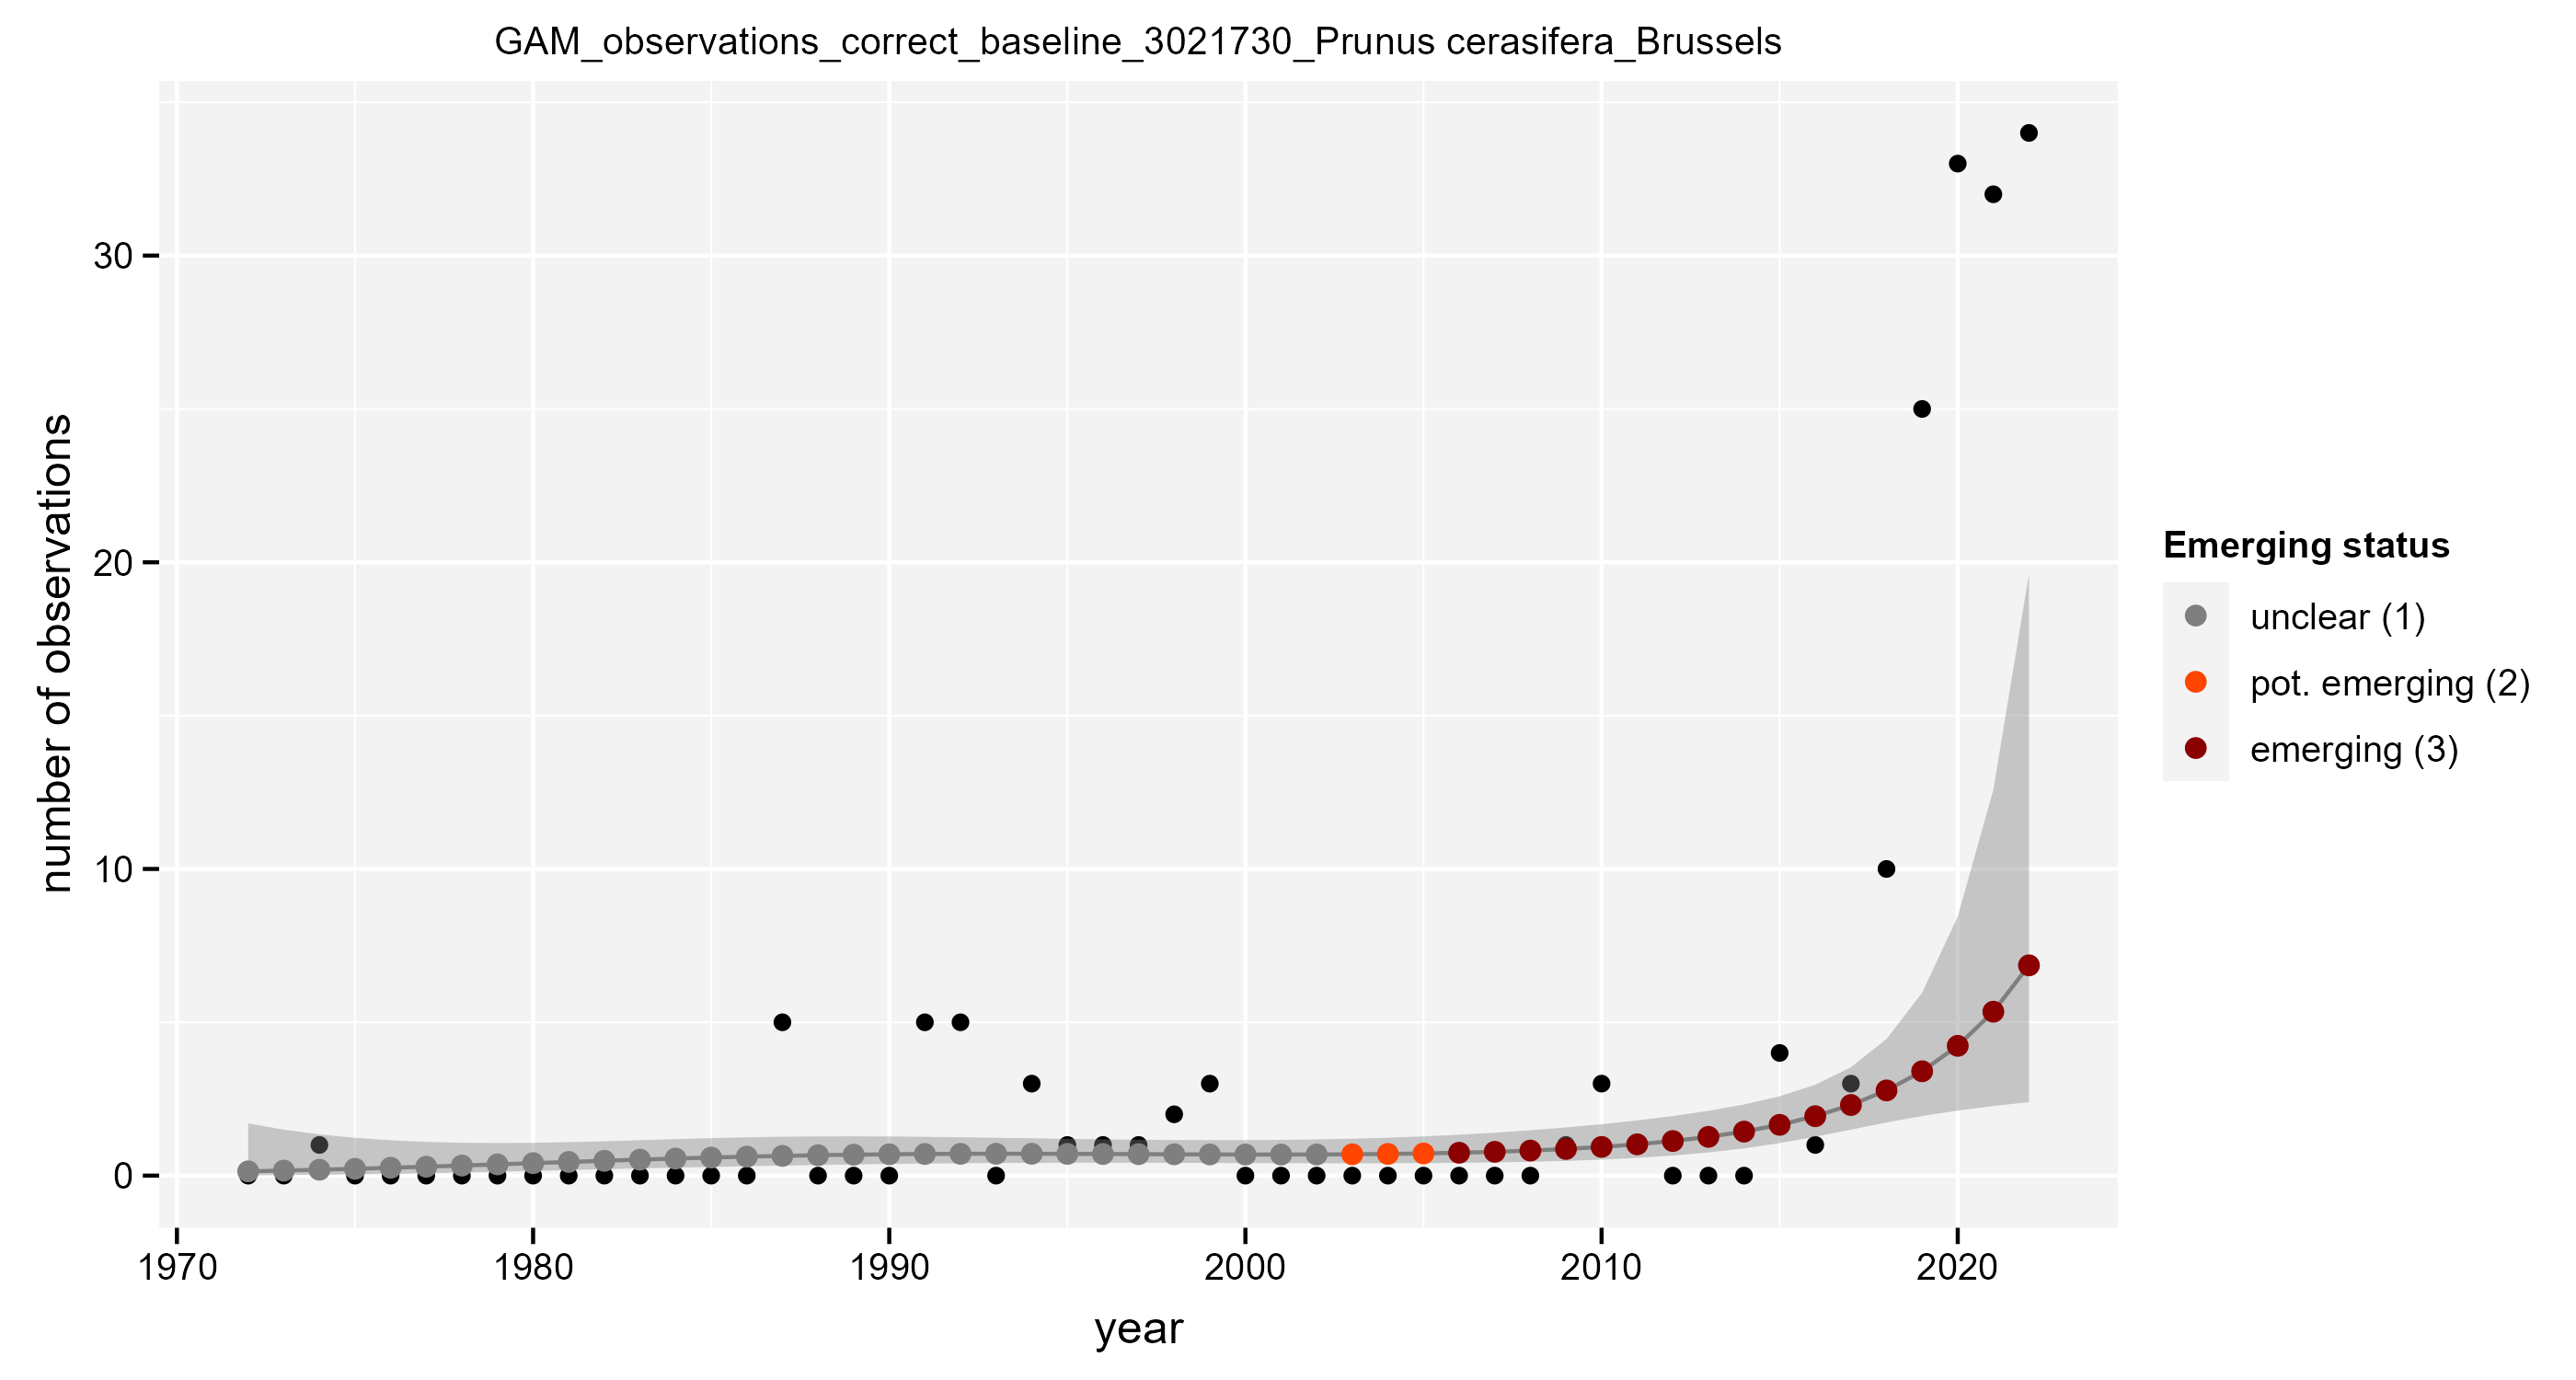 GAM_observations_correct_baseline_3021730_Prunus cerasifera_Brussels
number of observations
30
20
10
0
1970 1980 1990 2000 2010 2020
year
Emerging status
unclear (1)
pot. emerging (2)
emerging (3)